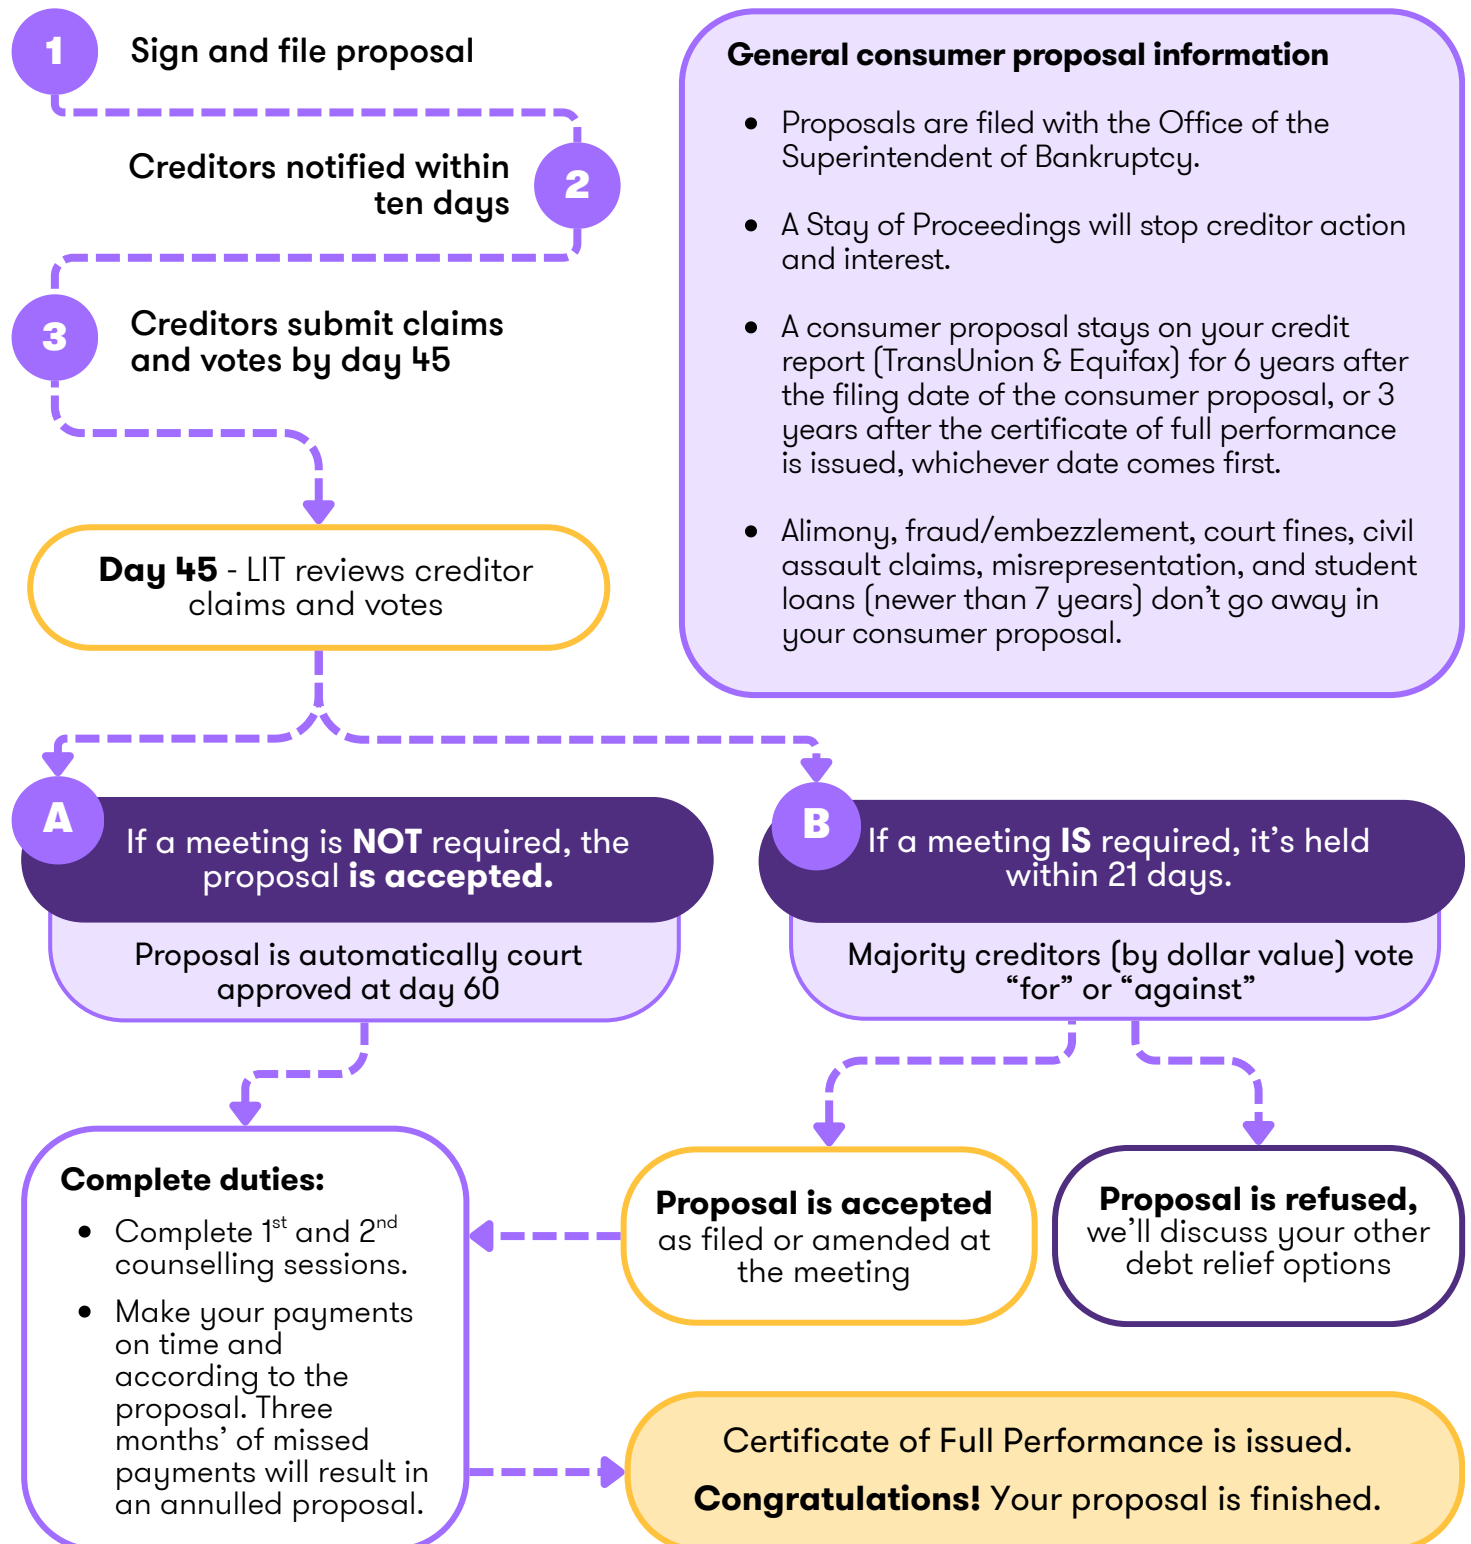 1
Sign and file proposal
Creditors notified within
ten days
2
3
Creditors submit claims
and votes by day 45
General consumer proposal information
• Proposals are filed with the Office of the
Superintendent of Bankruptcy.
• A Stay of Proceedings will stop creditor action
and interest.
• A consumer proposal stays on your credit
report (TransUnion & Equifax) for 6 years after
the filing date of the consumer proposal, or 3
years after the certificate of full performance
is issued, whichever date comes first.
• Alimony, fraud/embezzlement, court fines, civil
assault claims, misrepresentation, and student
loans (newer than 7 years) don't go away in
your consumer proposal.
Day 45 - LIT reviews creditor
claims and votes
A
If a meeting is NOT required, the
proposal is accepted.
Proposal is automatically court
approved at day 60
B
If a meeting IS required, it's held
within 21 days.
Majority creditors (by dollar value) vote
“for” or “against”
Complete duties:
• Complete 1st and 2nd
counselling sessions.
• Make your payments
on time and
according to the
proposal. Three
months' of missed
payments will result in
an annulled proposal.
Proposal is accepted
as filed or amended at
the meeting
Proposal is refused,
we'll discuss your other
debt relief options
Certificate of Full Performance is issued.
Congratulations! Your proposal is finished.